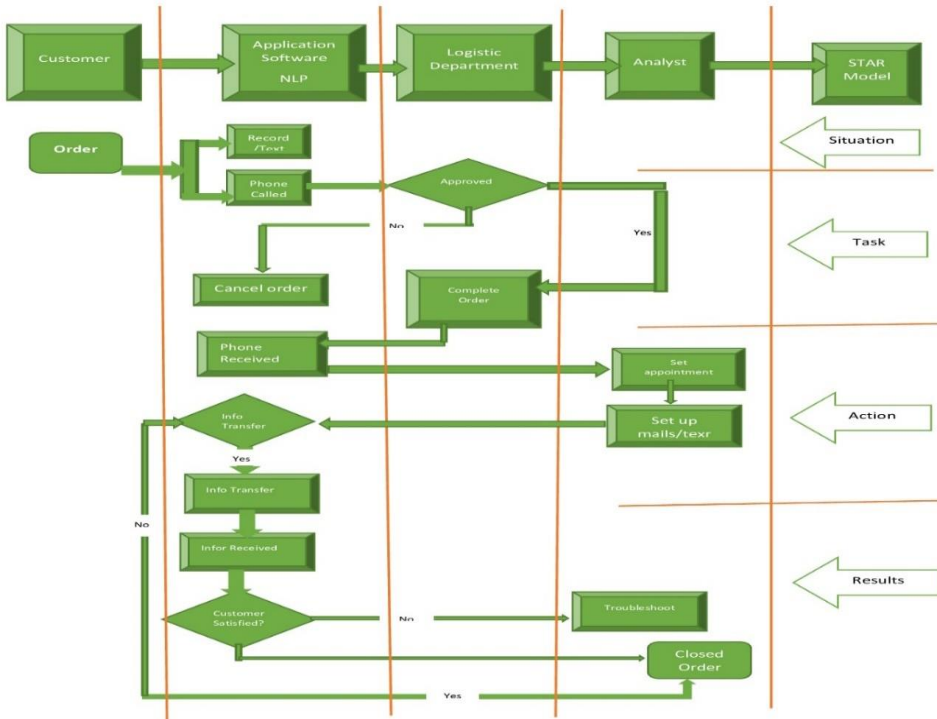 Customer
Application
Software
NLP
Logistic
Department
Analyst
STAR
Model
Order
Record
/Text
Phone
Called
Approved
Situation
No
Yes
Task
Cancel order
Complete
Order
Phone
Received
Set
appointment
Info
Transfer
Set up
mails/texr
Action
Yes
Info Transfer
No
Infor Received
Results
Customer
Satisfied?
No
Troubleshoot
Closed
Order
Yes